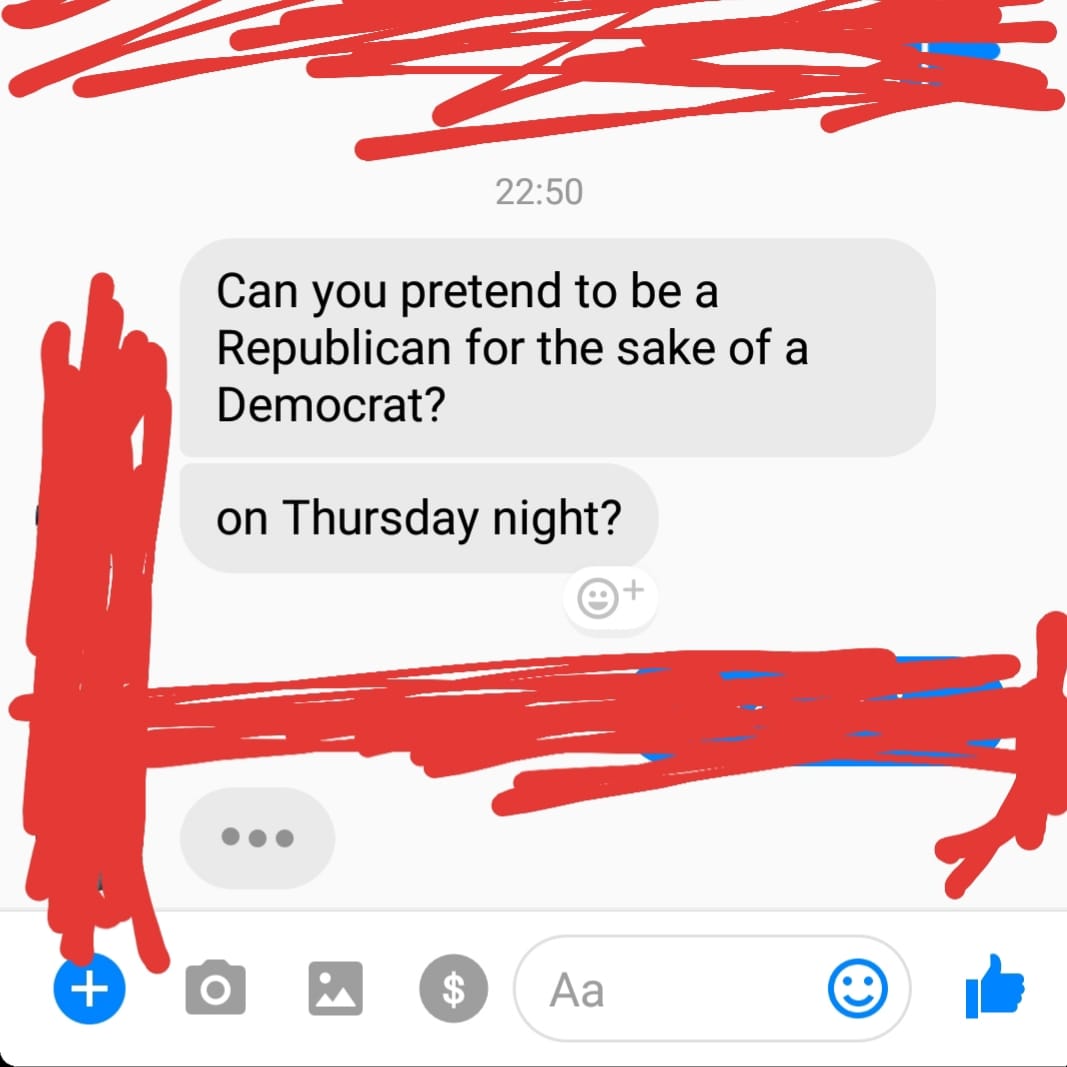 22:50
Can you pretend to be a
Republican for the sake of a
Democrat?
on Thursday night?
Aa